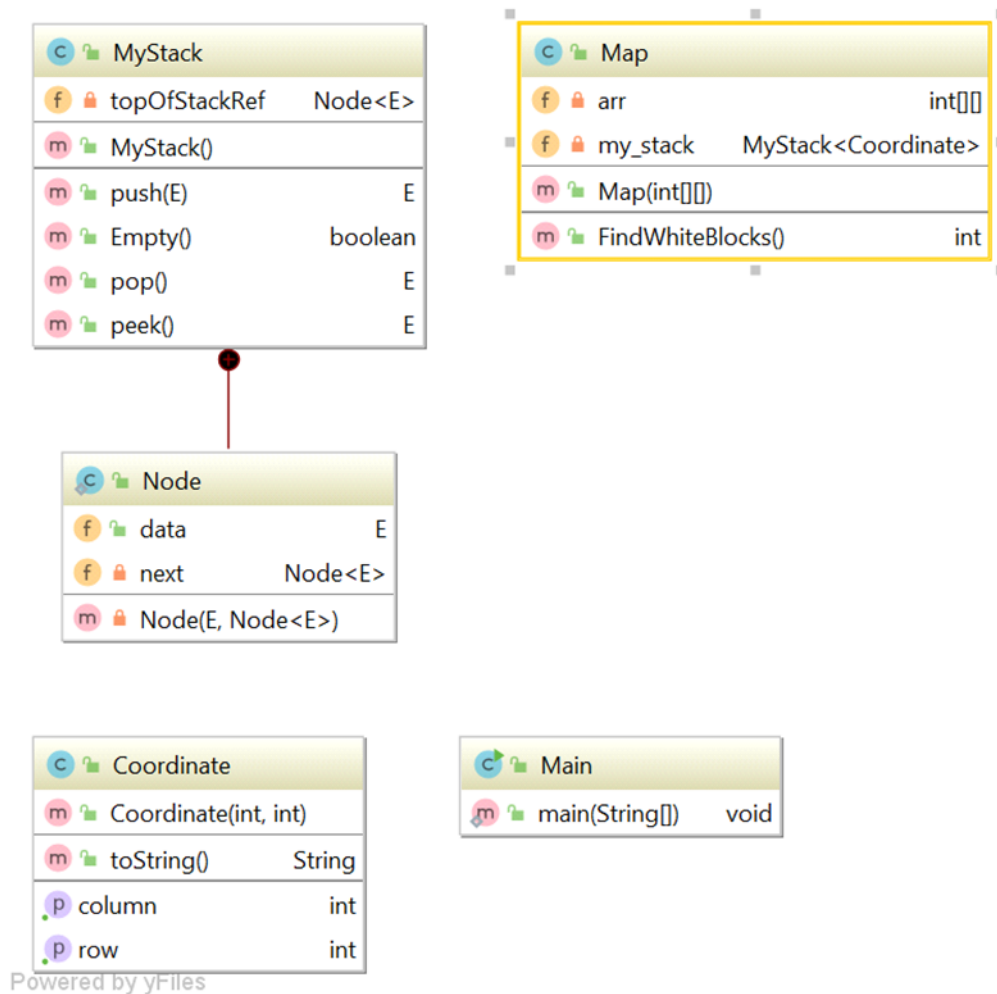 MyStack
topOfStackRef Node<E>
MyStack()
push(E) E
Empty() boolean
pop() E
peek() E
Map
arr int[][]
my_stack MyStack<Coordinate>
Map(int[][])
FindWhiteBlocks() int
Node
data E
next Node<E>
Node(E, Node<E>)
Coordinate
Coordinate(int, int)
toString() String
column int
row int
Main
main(String[]) void
Powered by yFiles